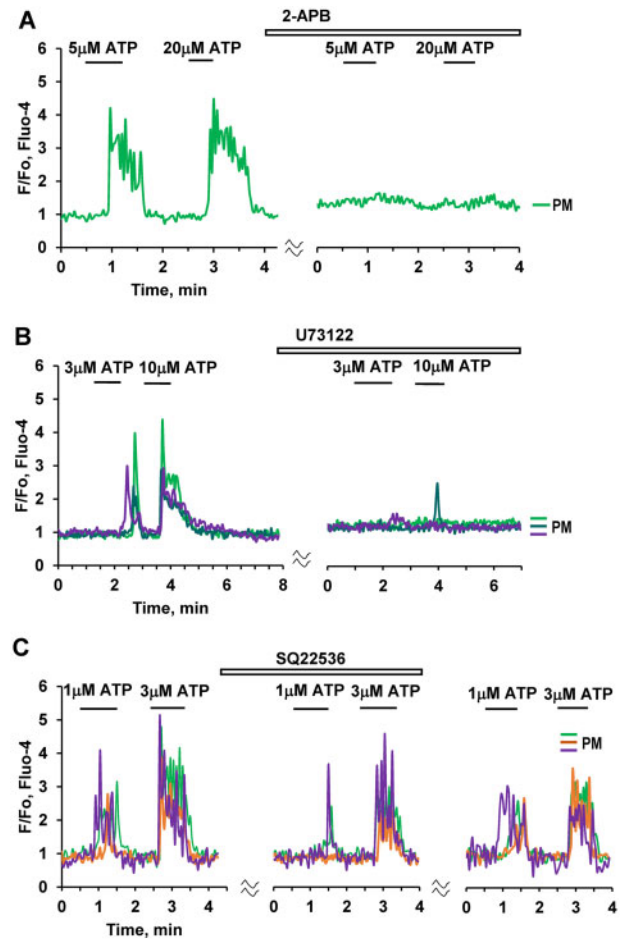 A
2-APB
5µM ATP 20µM ATP 5µM ATP 20µM ATP
F/Fo, Fluo-4
6
5
4
3
2
1
0
PM
0 1 2 3 4 0 1 2 3 4
Time, min
B
U73122
3µM ATP 10µM ATP 3µM ATP 10µM ATP
F/Fo, Fluo-4
6
5
4
3
2
1
0
PM
0 2 4 6 8 0 2 4 6
Time, min
C
SQ22536
1µM ATP 3µM ATP 1µM ATP 3µM ATP 1µM ATP 3µM ATP
F/Fo, Fluo-4
6
5
4
3
2
1
0
PM
0 1 2 3 4 0 1 2 3 4 0 1 2 3 4
Time, min